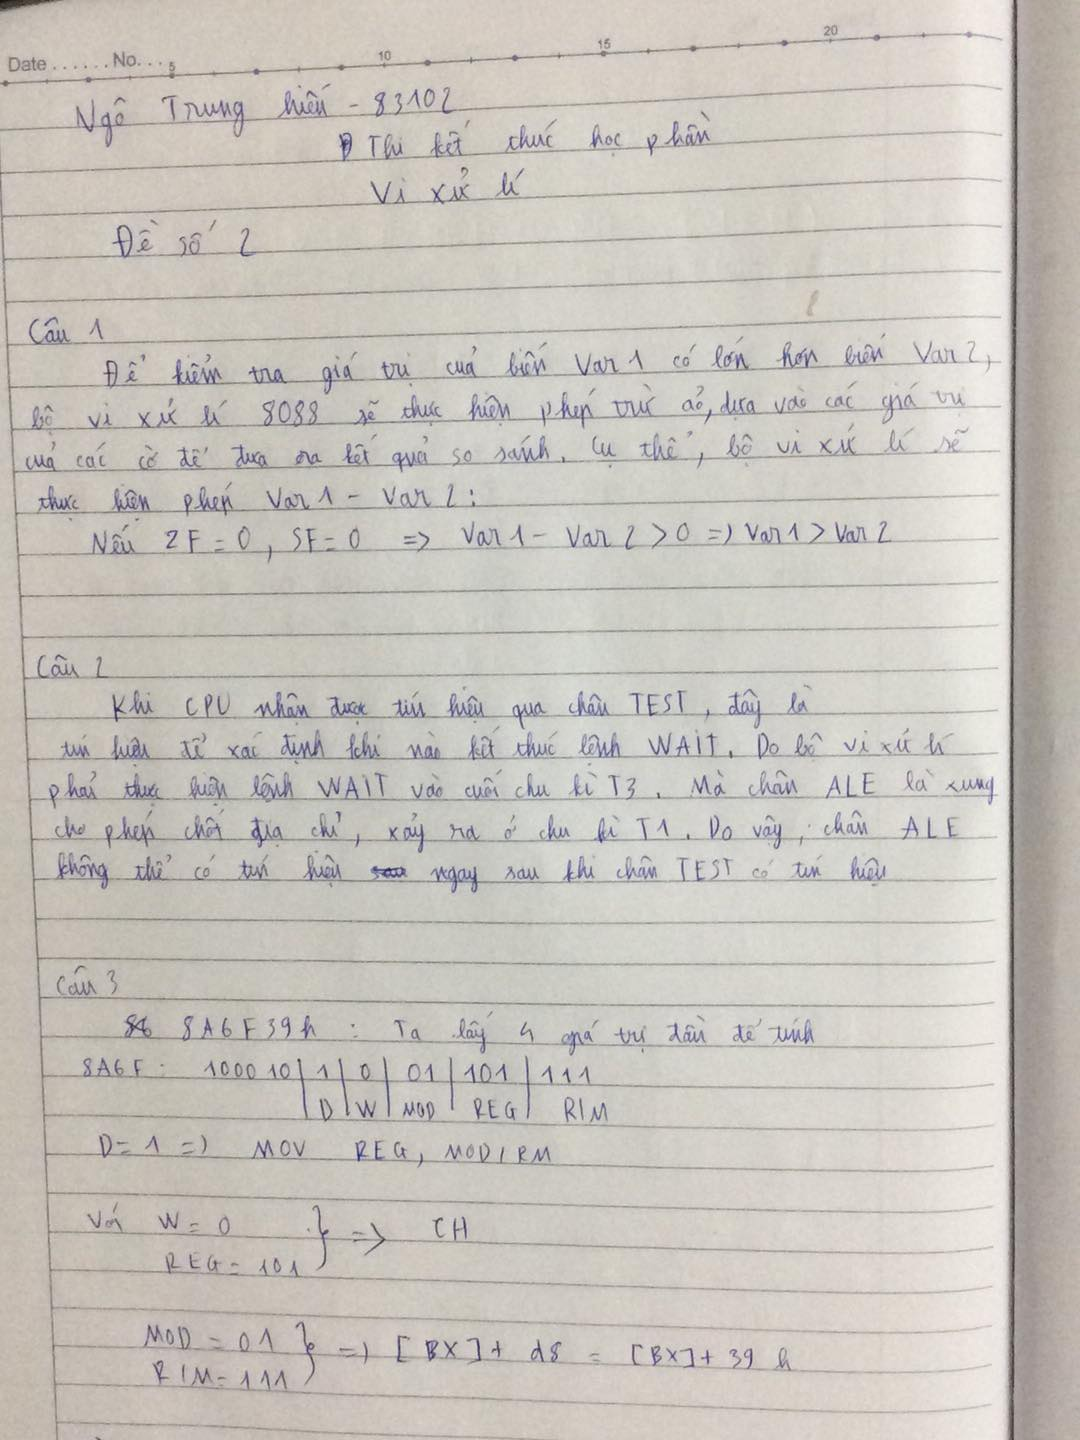 Date ...... No. . . 5 10 15 20
Ngô Trung hiếu - 83102
Thi kết thúc học phần
Vi xử lí
Đề số 2
Câu 1
Để kiểm tra giá trị của biến Var 1 có lớn hơn biến Var 2,
bộ vi xử lí 8088 sẽ thực hiện phép trừ ảo, dựa vào các giá trị
của các cờ để đưa ra kết quả so sánh. Cụ thể, bộ vi xử lí sẽ
thực hiện phép Var 1 - Var 2 :
Nếu ZF = 0, SF = 0 => Var 1 - Var 2 > 0 => Var 1 > Var 2
Câu 2
Khi CPU nhận được tín hiệu qua chân TEST, đây là
tín hiệu để xác định khi nào kết thúc lệnh WAIT. Do bộ vi xử lí
phải thực hiện lệnh WAIT vào cuối chu kì T3. Mà chân ALE là xung
cho phép chốt địa chỉ, xảy ra ở chu kì T1. Do vậy, chân ALE
không thể có tín hiệu ngay sau khi chân TEST có tín hiệu
Câu 3
8A6F39h : Ta lấy 4 giá trị đầu để tính
8A6F : 100010 | 1 | 0 | 01 | 101 | 111
D | W | MOD | REG | R/M
D = 1 => MOV REG, MOD/RM
Với W = 0 } => CH
REG = 101
MOD = 01 } => [BX] + d8 = [BX] + 39 h
R/M = 111